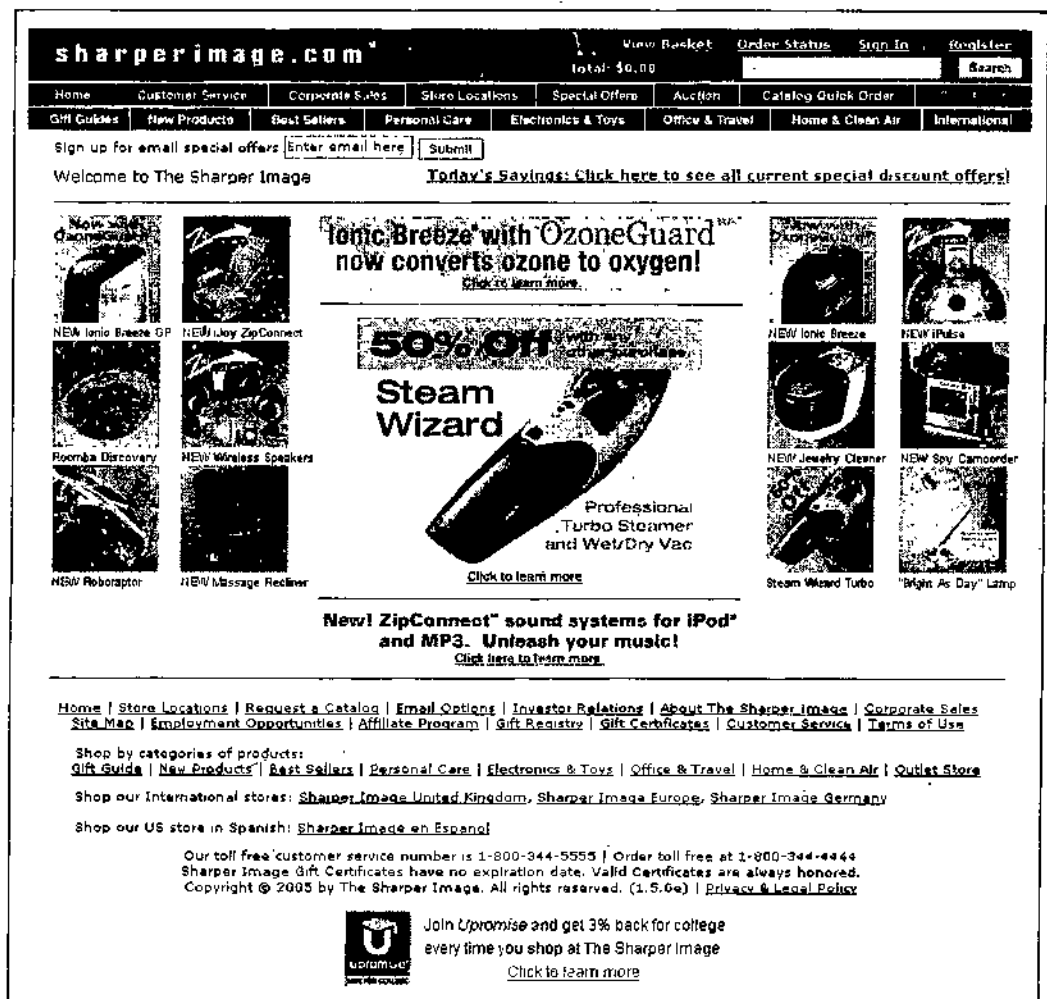 sharperimage.com
View Basket Order Status Sign In Register
total: $0.00
Search
Home Customer Service Corporate Sales Store Locations Special Offers Auction Catalog Quick Order
Gift Guides New Products Best Sellers Personal Care Electronics & Toys Office & Travel Home & Clean Air International
Sign up for email special offers Enter email here Submit
Welcome to The Sharper Image Today's Savings: Click here to see all current special discount offers!
Now with OzoneGuard
NEW Ionic Breeze GP NEW iJoy ZipConnect
Roomba Discovery NEW Wireless Speakers
NEW Roboraptor NEW Massage Recliner
Ionic Breeze® with OzoneGuard
now converts ozone to oxygen!
Click to learn more.
50% Off with any other purchase
Steam
Wizard
Professional
Turbo Steamer
and Wet/Dry Vac
Click to learn more
New! ZipConnect™ sound systems for iPod®
and MP3. Unleash your music!
Click here to learn more
NEW Ionic Breeze NEW iPulse
NEW Jewelry Cleaner NEW Spy Camcorder
50% Off
Steam Wizard Turbo "Bright As Day" Lamp
Home | Store Locations | Request a Catalog | Email Options | Investor Relations | About The Sharper Image | Corporate Sales
Site Map | Employment Opportunities | Affiliate Program | Gift Registry | Gift Certificates | Customer Service | Terms of Use
Shop by categories of products:
Gift Guide | New Products | Best Sellers | Personal Care | Electronics & Toys | Office & Travel | Home & Clean Air | Outlet Store
Shop our International stores: Sharper Image United Kingdom, Sharper Image Europe, Sharper Image Germany
Shop our US store in Spanish: Sharper Image en Espanol
Our toll free customer service number is 1-800-344-5555 | Order toll free at 1-800-344-4444
Sharper Image Gift Certificates have no expiration date. Valid Certificates are always honored.
Copyright © 2005 by The Sharper Image. All rights reserved. (1.5.0e) | Privacy & Legal Policy
upromise
Join Upromise and get 3% back for college
every time you shop at The Sharper Image
Click to learn more